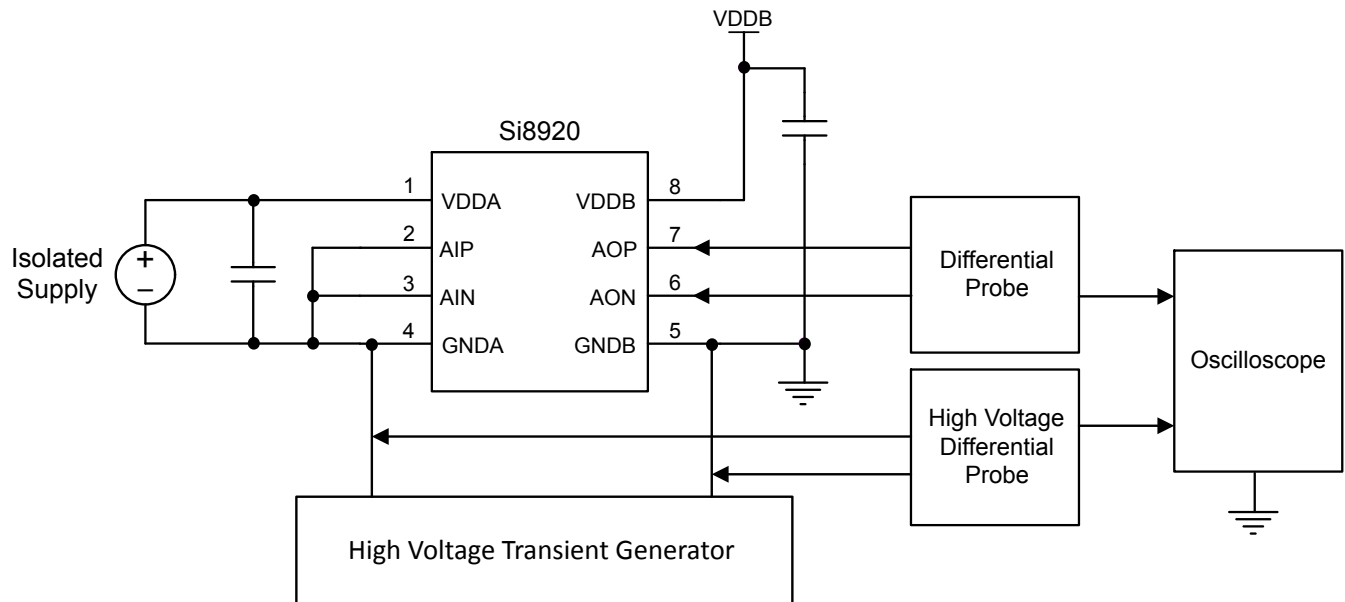 VDDB
Si8920
Isolated
Supply
+
−
1
VDDA
2
AIP
3
AIN
4
GNDA
VDDB
8
AOP
7
AON
6
GNDB
5
Differential
Probe
High Voltage
Differential
Probe
Oscilloscope
High Voltage Transient Generator